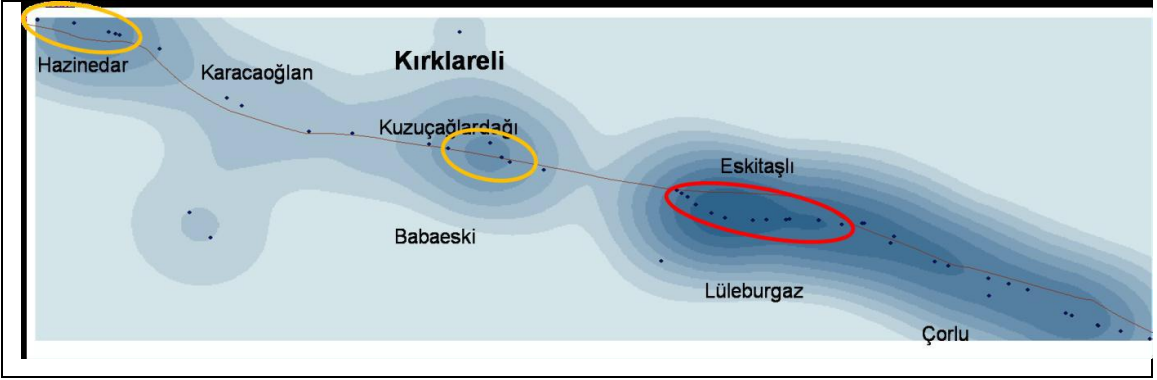 Kırklareli
Hazinedar
Karacaoğlan
Kuzuçağlardağı
Eskitaşlı
Babaeski
Lüleburgaz
Çorlu